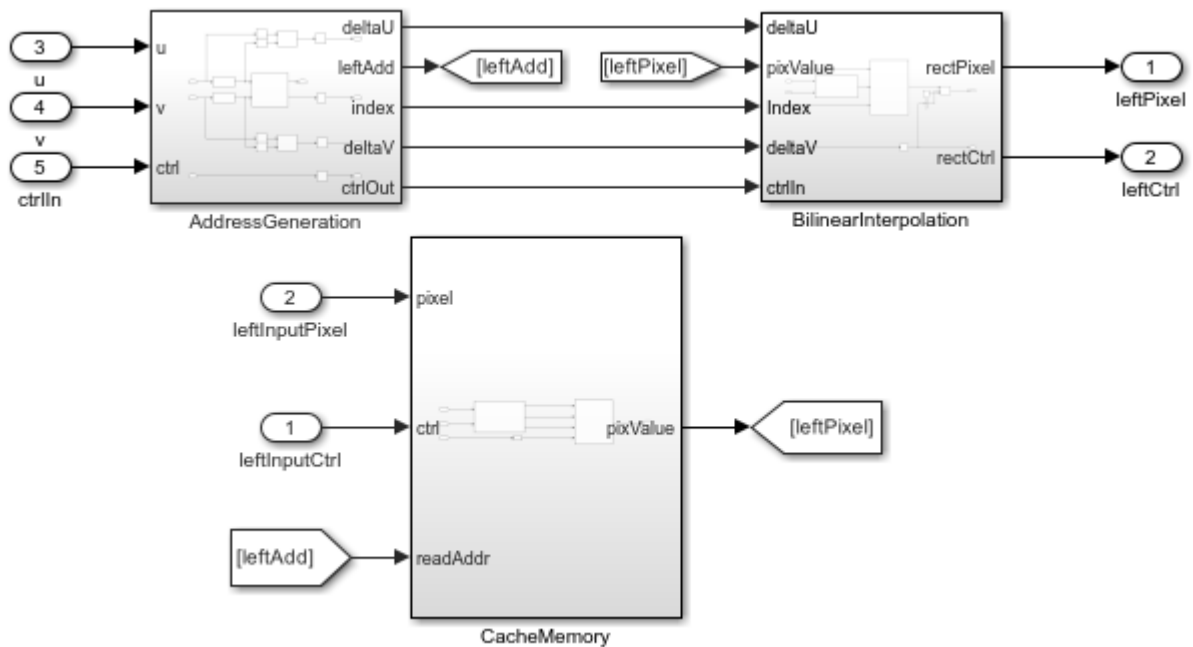 3
u
4
v
5
ctrlIn
u
v
ctrl
deltaU
leftAdd
index
deltaV
ctrlOut
AddressGeneration
[leftAdd]
[leftPixel]
deltaU
pixValue
Index
deltaV
ctrlIn
rectPixel
rectCtrl
BilinearInterpolation
1
leftPixel
2
leftCtrl
2
leftInputPixel
1
leftInputCtrl
[leftAdd]
pixel
ctrl
readAddr
pixValue
CacheMemory
[leftPixel]